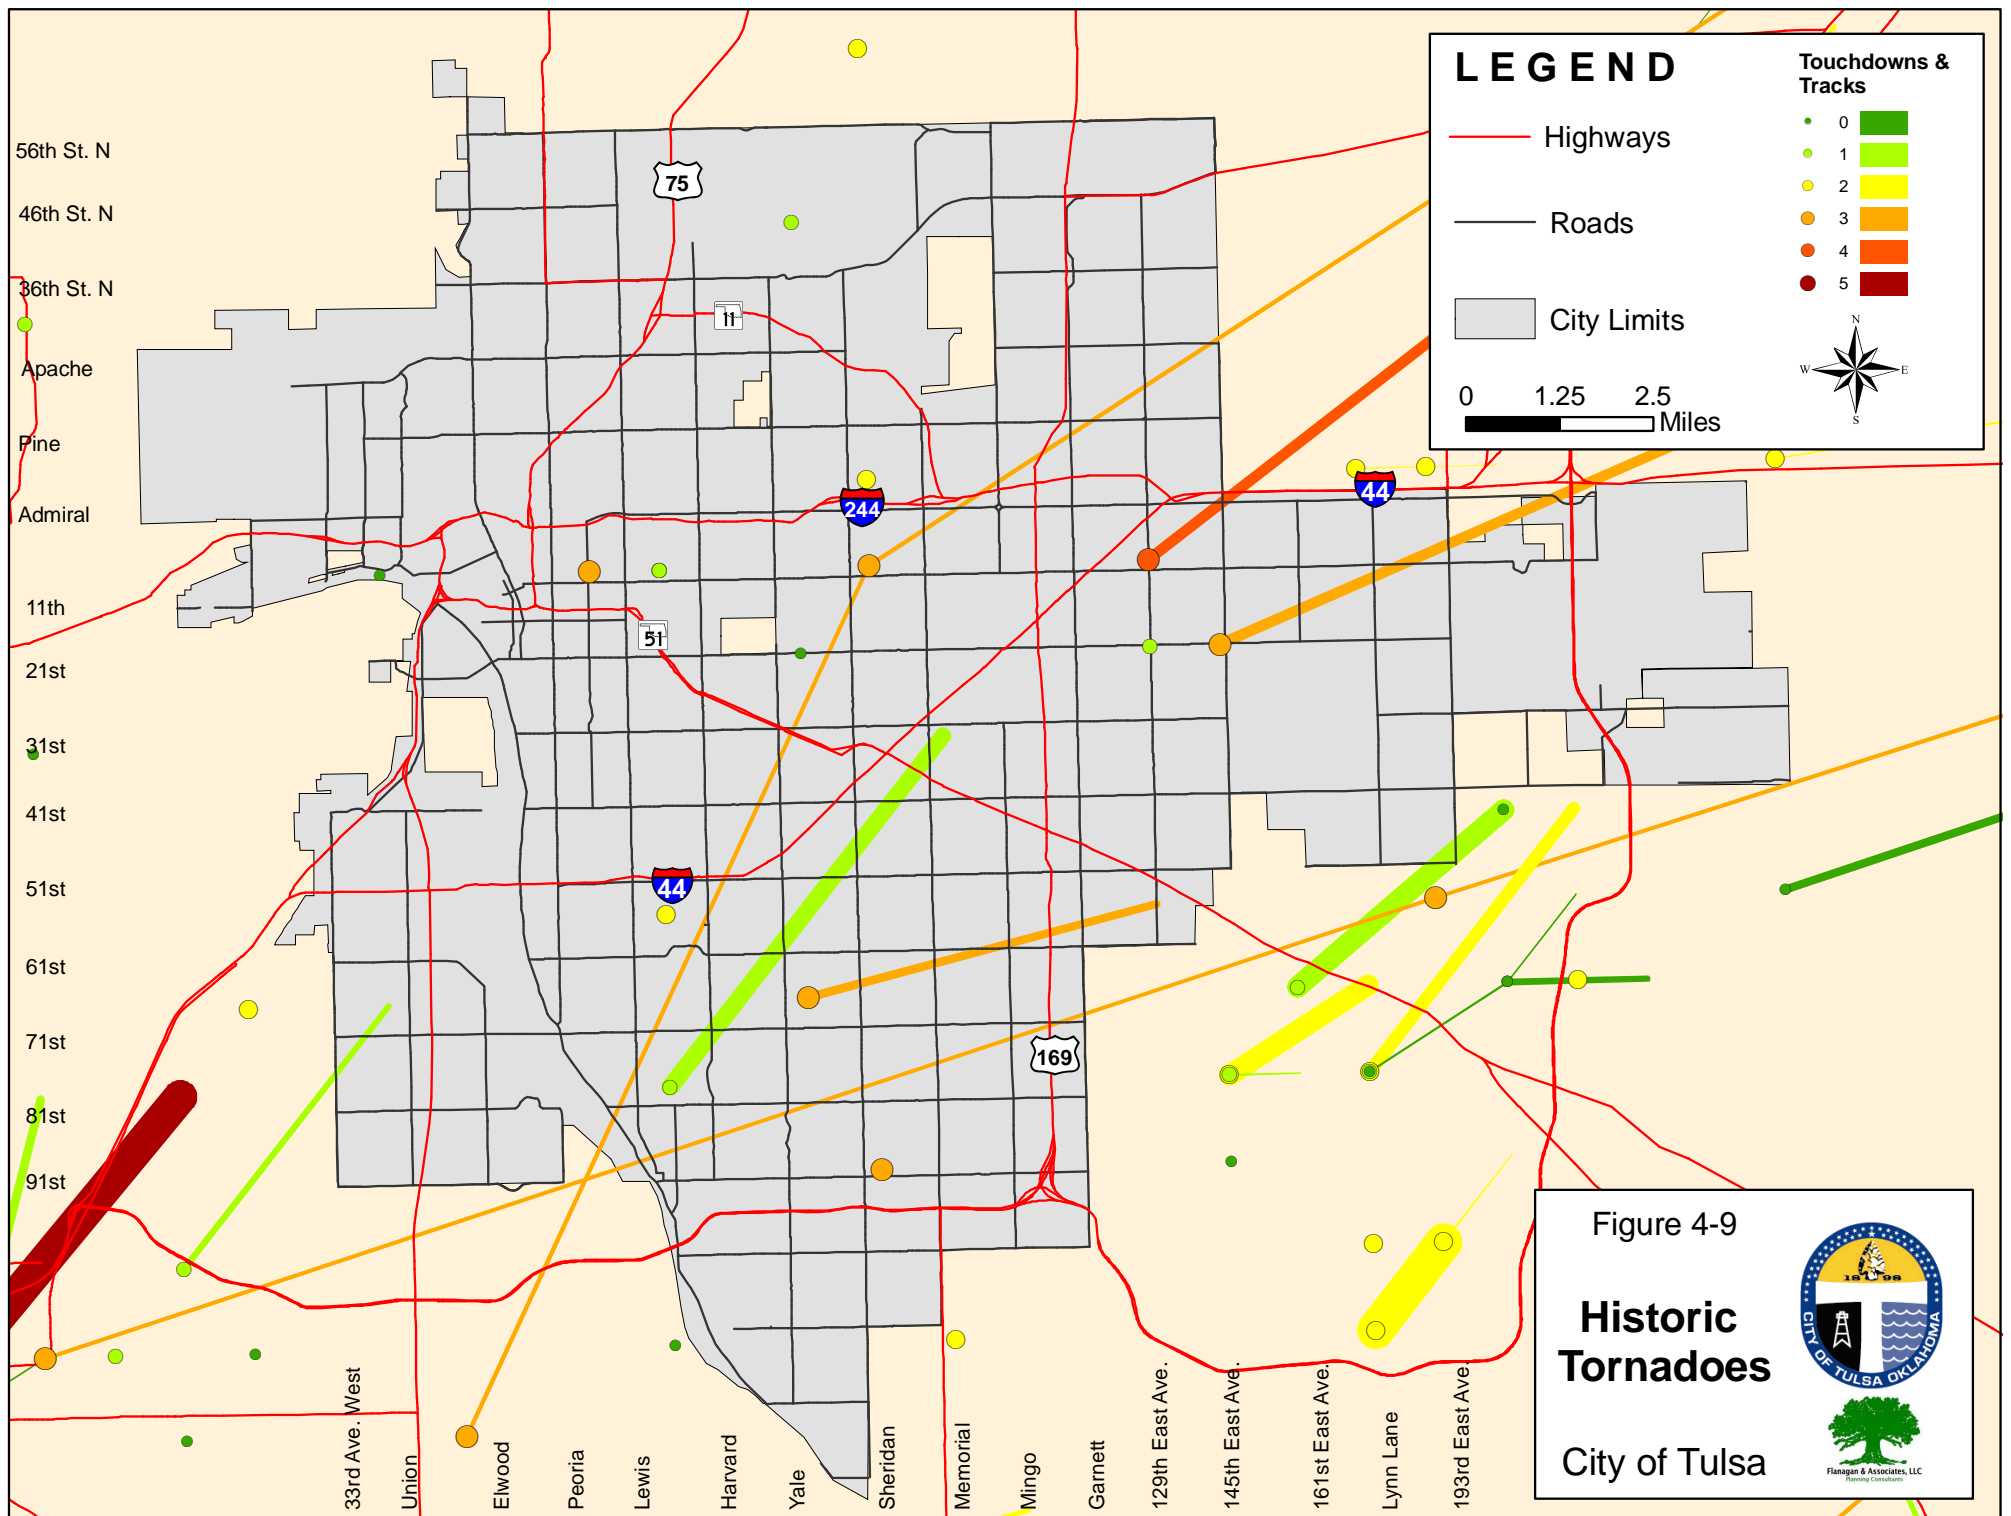 LEGEND
Highways
Roads
City Limits
0 1.25 2.5
Miles
Touchdowns &
Tracks
0
1
2
3
4
5
N
W E
S
56th St. N
46th St. N
36th St. N
Apache
Pine
Admiral
11th
21st
31st
41st
51st
61st
71st
81st
91st
75
11
244
44
51
44
169
33rd Ave. West
Union
Elwood
Peoria
Lewis
Harvard
Yale
Sheridan
Memorial
Mingo
Garnett
129th East Ave.
145th East Ave.
161st East Ave.
Lynn Lane
193rd East Ave.
Figure 4-9
Historic
Tornadoes
City of Tulsa
18 98
CITY OF TULSA OKLAHOMA
Flanagan & Associates, LLC
Planning Consultants